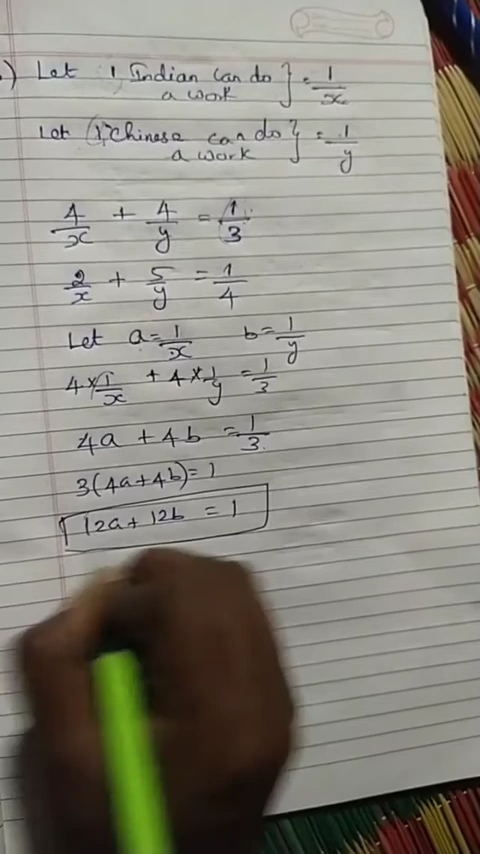 ) Let 1 Indian can do a work } = 1/x
Let 1 Chinese can do a work } = 1/y
4/x + 4/y = 1/3
2/x + 5/y = 1/4
Let a = 1/x b = 1/y
4 × 1/x + 4 × 1/y = 1/3
4a + 4b = 1/3
3(4a+4b) = 1
12a + 12b = 1